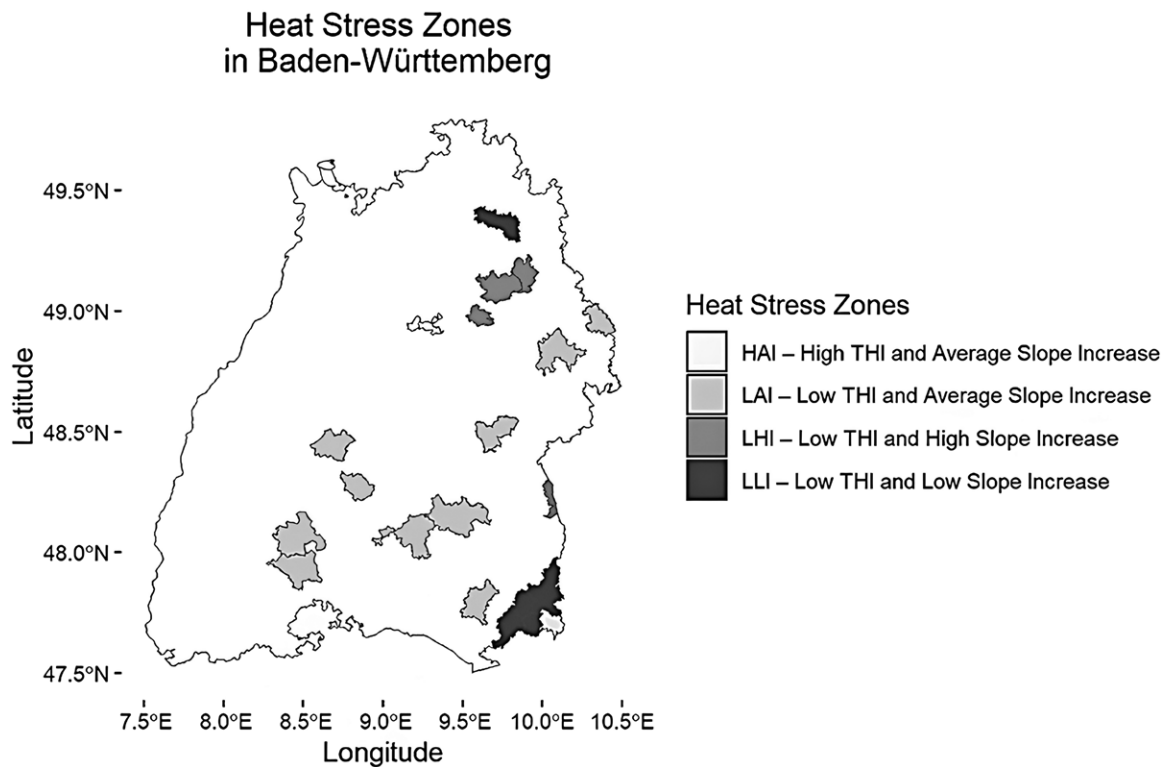 Heat Stress Zones
in Baden-Württemberg
Latitude
49.5°N
49.0°N
48.5°N
48.0°N
47.5°N
7.5°E 8.0°E 8.5°E 9.0°E 9.5°E 10.0°E 10.5°E
Longitude
Heat Stress Zones
HAI – High THI and Average Slope Increase
LAI – Low THI and Average Slope Increase
LHI – Low THI and High Slope Increase
LLI – Low THI and Low Slope Increase